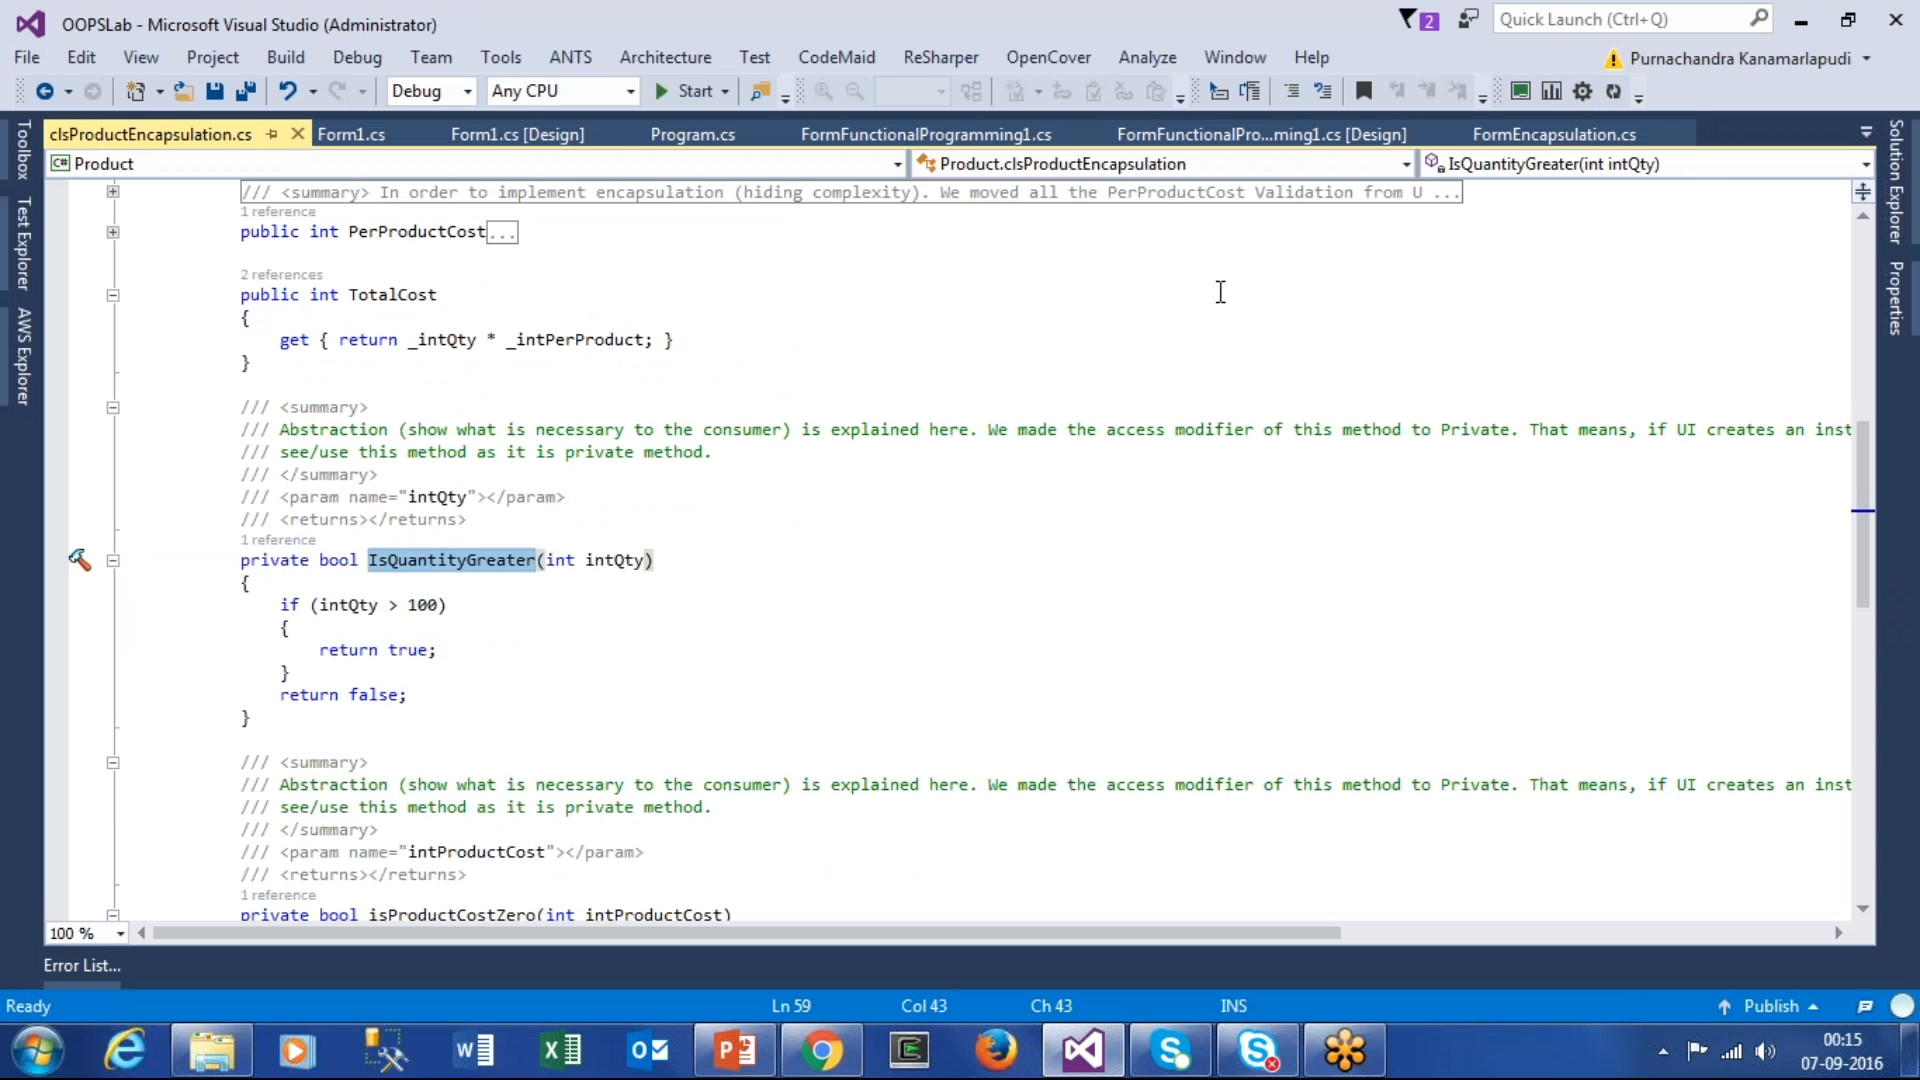 OOPSLab - Microsoft Visual Studio (Administrator)
2
Quick Launch (Ctrl+Q)
File Edit View Project Build Debug Team Tools ANTS Architecture Test CodeMaid ReSharper OpenCover Analyze Window Help
Purnachandra Kanamarlapudi
Debug Any CPU Start
clsProductEncapsulation.cs Form1.cs Form1.cs [Design] Program.cs FormFunctionalProgramming1.cs FormFunctionalPro...ming1.cs [Design] FormEncapsulation.cs
C# Product Product.clsProductEncapsulation IsQuantityGreater(int intQty)
Toolbox
Test Explorer
AWS Explorer
Solution Explorer
Properties
/// <summary> In order to implement encapsulation (hiding complexity). We moved all the PerProductCost Validation from U ...
1 reference
public int PerProductCost...
2 references
public int TotalCost
{
get { return _intQty * _intPerProduct; }
}
/// <summary>
/// Abstraction (show what is necessary to the consumer) is explained here. We made the access modifier of this method to Private. That means, if UI creates an inst
/// see/use this method as it is private method.
/// </summary>
/// <param name="intQty"></param>
/// <returns></returns>
1 reference
private bool IsQuantityGreater(int intQty)
{
if (intQty > 100)
{
return true;
}
return false;
}
/// <summary>
/// Abstraction (show what is necessary to the consumer) is explained here. We made the access modifier of this method to Private. That means, if UI creates an inst
/// see/use this method as it is private method.
/// </summary>
/// <param name="intProductCost"></param>
/// <returns></returns>
1 reference
private bool isProductCostZero(int intProductCost)
100 %
Error List...
Ready Ln 59 Col 43 Ch 43 INS Publish
00:15
07-09-2016